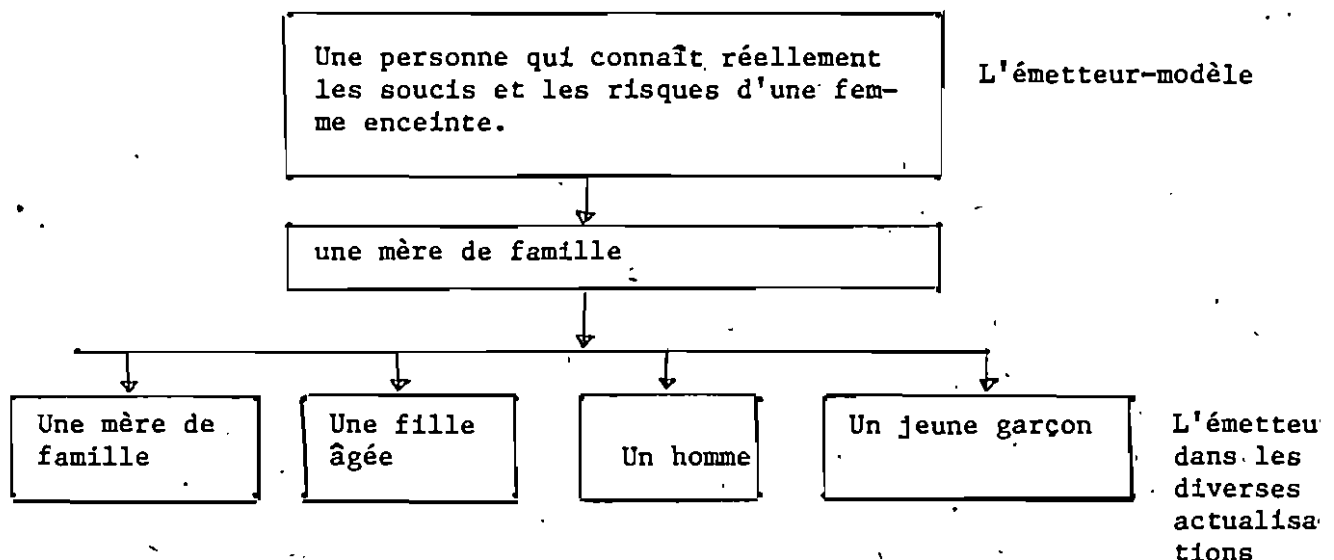 Une personne qui connaît réellement
les soucis et les risques d'une fem-
me enceinte.
L'émetteur-modèle
une mère de famille
Une mère de
famille
Une fille
âgée
Un homme
Un jeune garçon
L'émetteu
dans les
diverses
actualisa-
tions